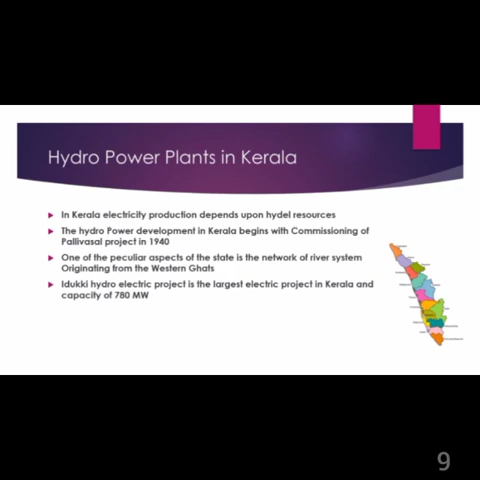 Hydro Power Plants in Kerala
In Kerala electricity production depends upon hydel resources
The hydro Power development in Kerala begins with Commissioning of
Pallivasal project in 1940
One of the peculiar aspects of the state is the network of river system
Originating from the Western Ghats
Idukki hydro electric project is the largest electric project in Kerala and
capacity of 780 MW
9